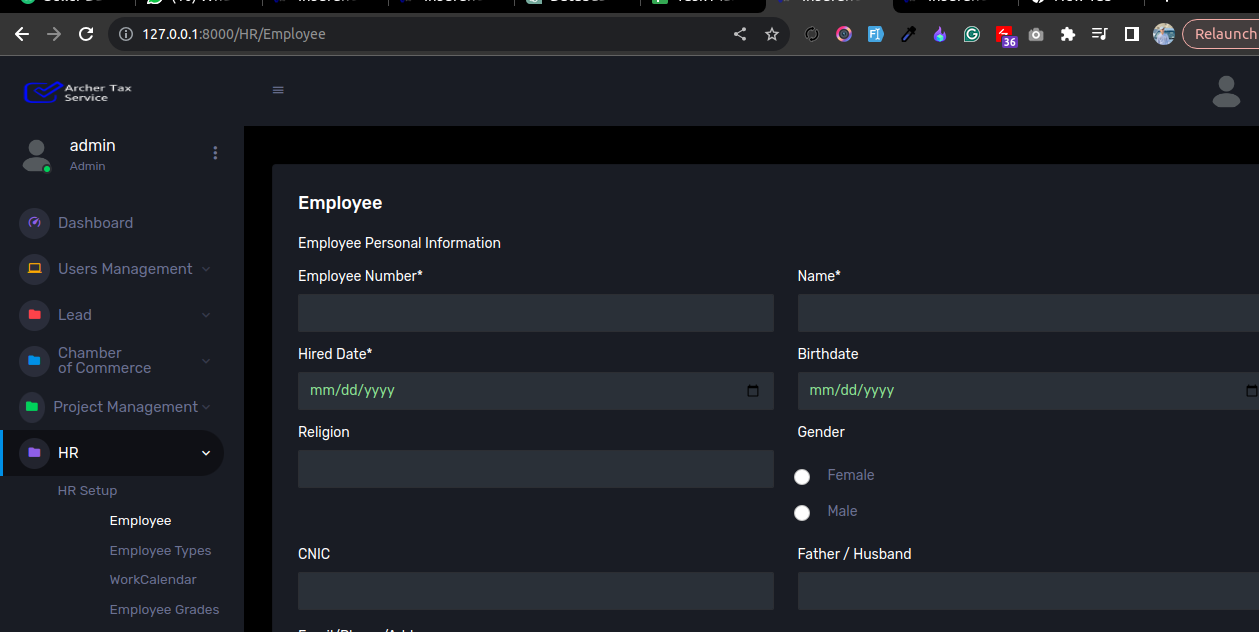 127.0.0.1:8000/HR/Employee
36
Relaunch
Archer Tax
Service
admin
Admin
Dashboard
Users Management
Lead
Chamber
of Commerce
Project Management
HR
HR Setup
Employee
Employee Types
WorkCalendar
Employee Grades
Employee
Employee Personal Information
Employee Number*
Name*
Hired Date*
Birthdate
mm/dd/yyyy
mm/dd/yyyy
Religion
Gender
Female
Male
CNIC
Father / Husband